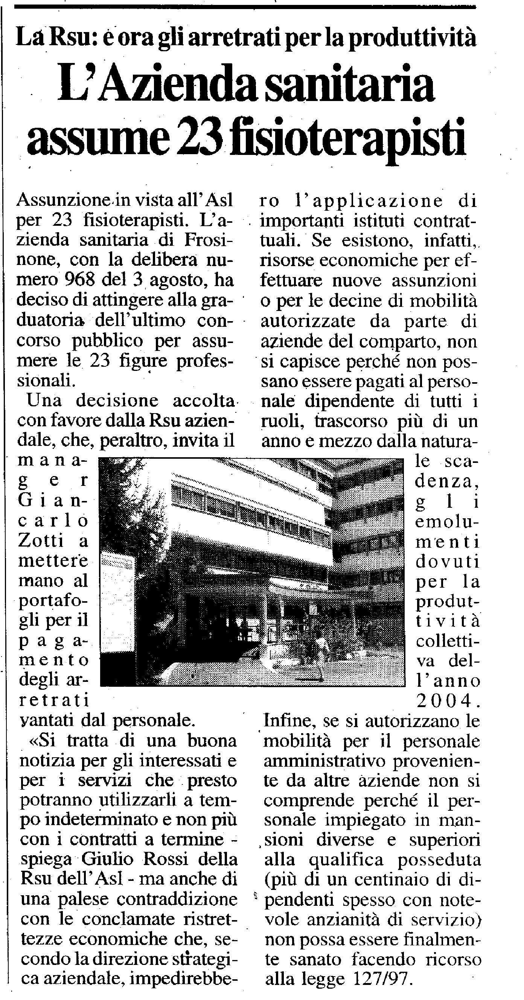 La Rsu: è ora gli arretrati per la produttività
L'Azienda sanitaria
assume 23 fisioterapisti
Assunzione in vista all'Asl
per 23 fisioterapisti. L'a-
zienda sanitaria di Frosi-
none, con la delibera nu-
mero 968 del 3 agosto, ha
deciso di attingere alla gra-
duatoria dell'ultimo con-
corso pubblico per assu-
mere le 23 figure profes-
sionali.
Una decisione accolta
con favore dalla Rsu azien-
dale, che, peraltro, invita il
mana-
ger
Gian-
carlo
Zotti a
mettere
mano al
portafo-
gli per il
paga-
mento
degli ar-
retrati
vantati dal personale.
«Si tratta di una buona
notizia per gli interessati e
per i servizi che presto
potranno utilizzarli a tem-
po indeterminato e non più
con i contratti a termine -
spiega Giulio Rossi della
Rsu dell'Asl - ma anche di
una palese contraddizione
con le conclamate ristret-
tezze economiche che, se-
condo la direzione strategi-
ca aziendale, impedirebbe-
ro l'applicazione di
importanti istituti contrat-
tuali. Se esistono, infatti,
risorse economiche per ef-
fettuare nuove assunzioni
o per le decine di mobilità
autorizzate da parte di
aziende del comparto, non
si capisce perché non pos-
sano essere pagati al perso-
nale dipendente di tutti i
ruoli, trascorso più di un
anno e mezzo dalla natura-
le sca-
denza,
gli
emolu-
menti
dovuti
per la
produt-
tività
colletti-
va del-
l'anno
2004.
Infine, se si autorizzano le
mobilità per il personale
amministrativo provenien-
te da altre aziende non si
comprende perché il per-
sonale impiegato in man-
sioni diverse e superiori
alla qualifica posseduta
(più di un centinaio di di-
pendenti spesso con note-
vole anzianità di servizio)
non possa essere finalmen-
te sanato facendo ricorso
alla legge 127/97.